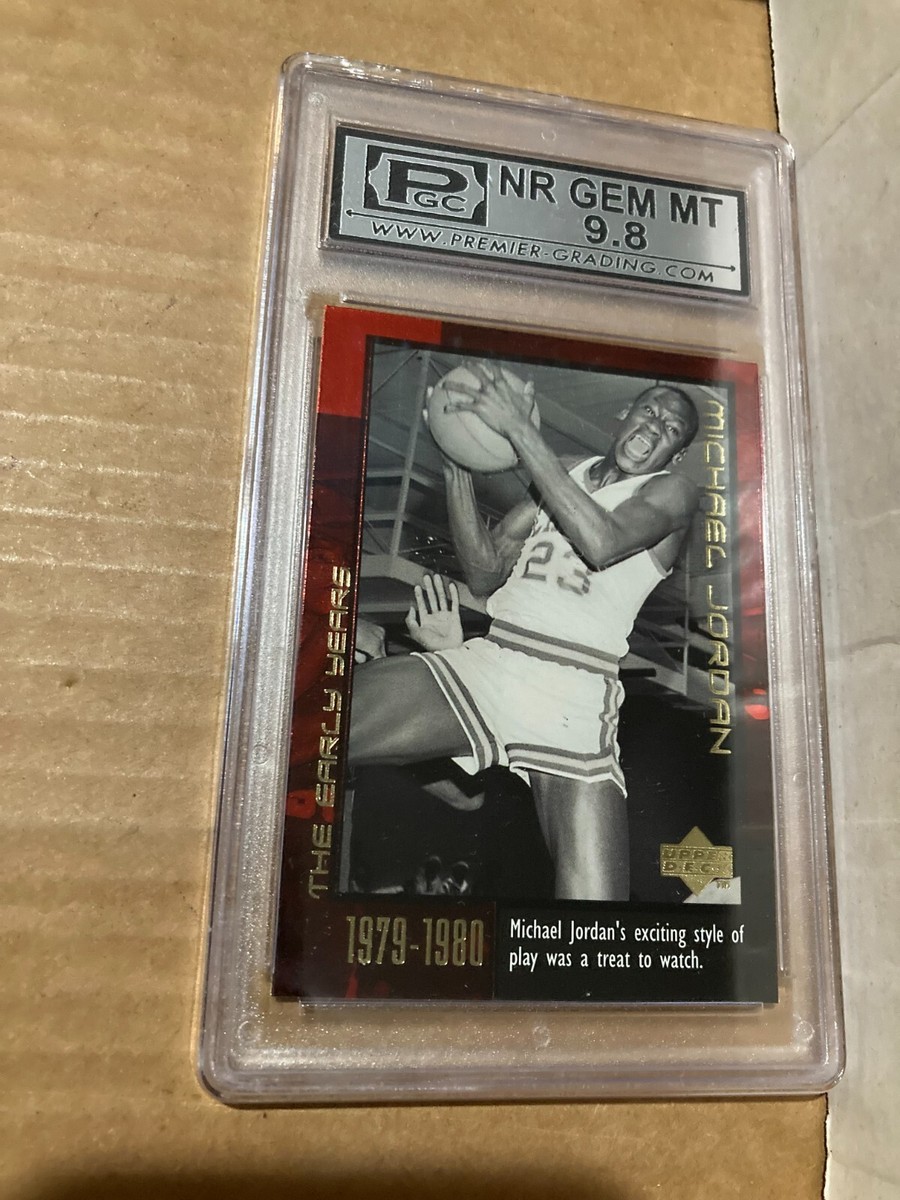 PGC
NR GEM MT
9.8
WWW.PREMIER-GRADING.COM
MICHAEL JORDAN
23
THE EARLY YEARS
UPPER
DECK
1979-1980
Michael Jordan's exciting style of
play was a treat to watch.